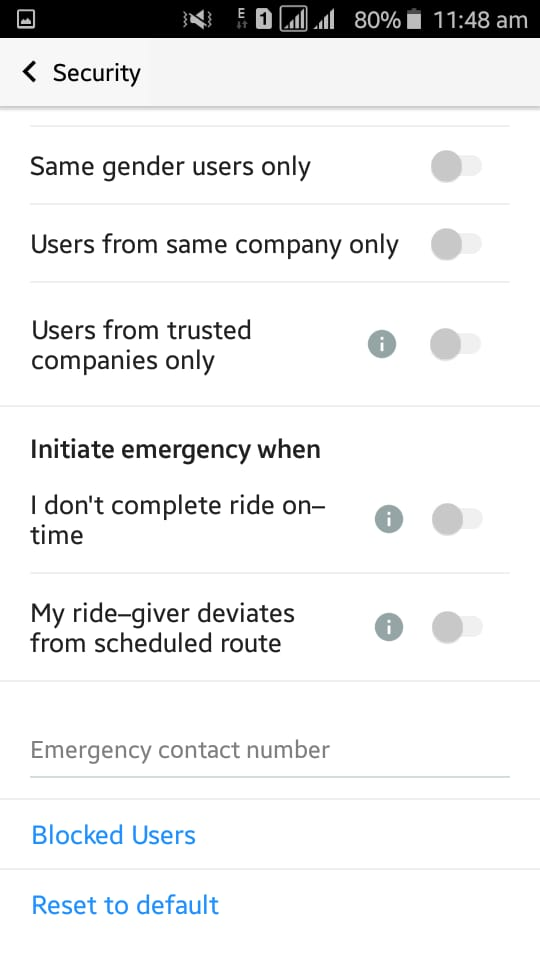 E 1 80% 11:48 am
Security
Same gender users only
Users from same company only
Users from trusted
companies only
Initiate emergency when
I don't complete ride on–
time
My ride–giver deviates
from scheduled route
Emergency contact number
Blocked Users
Reset to default